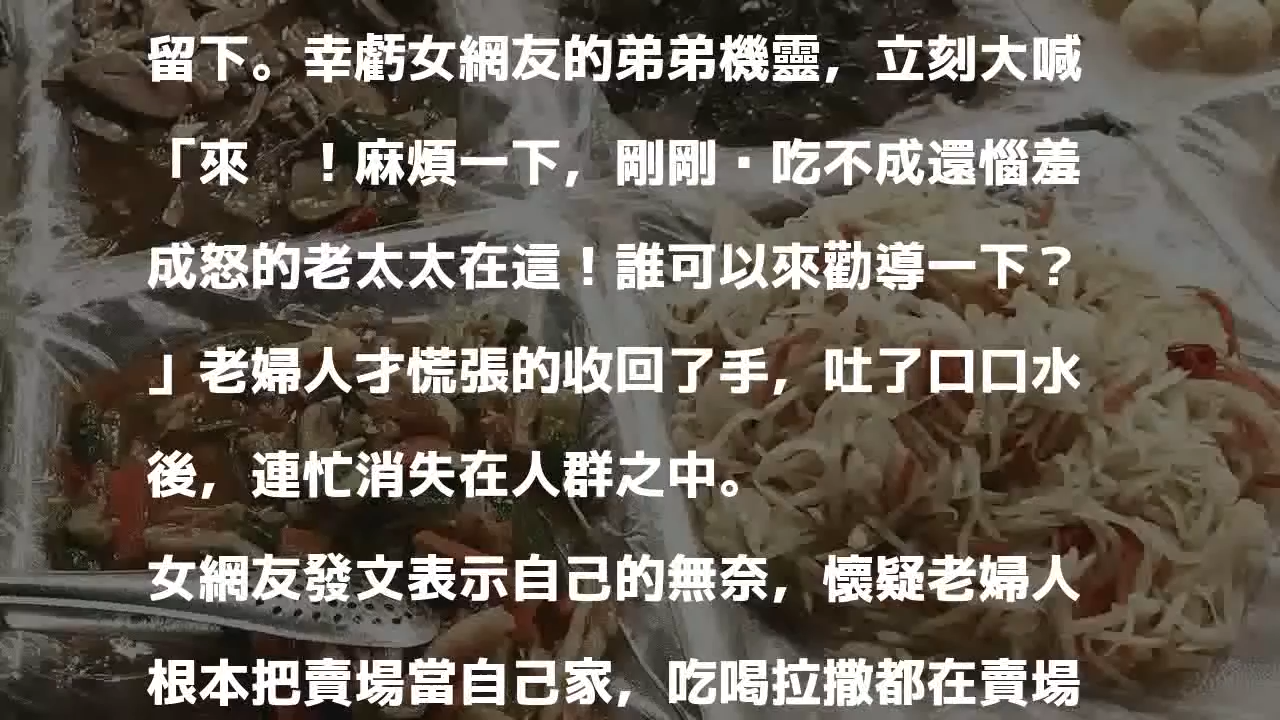 留下。幸虧女網友的弟弟機靈，立刻大喊
「來　！麻煩一下，剛剛·吃不成還惱羞
成怒的老太太在這！誰可以來勸導一下？
」老婦人才慌張的收回了手，吐了口口水
後，連忙消失在人群之中。
女網友發文表示自己的無奈，懷疑老婦人
根本把賣場當自己家，吃喝拉撒都在賣場